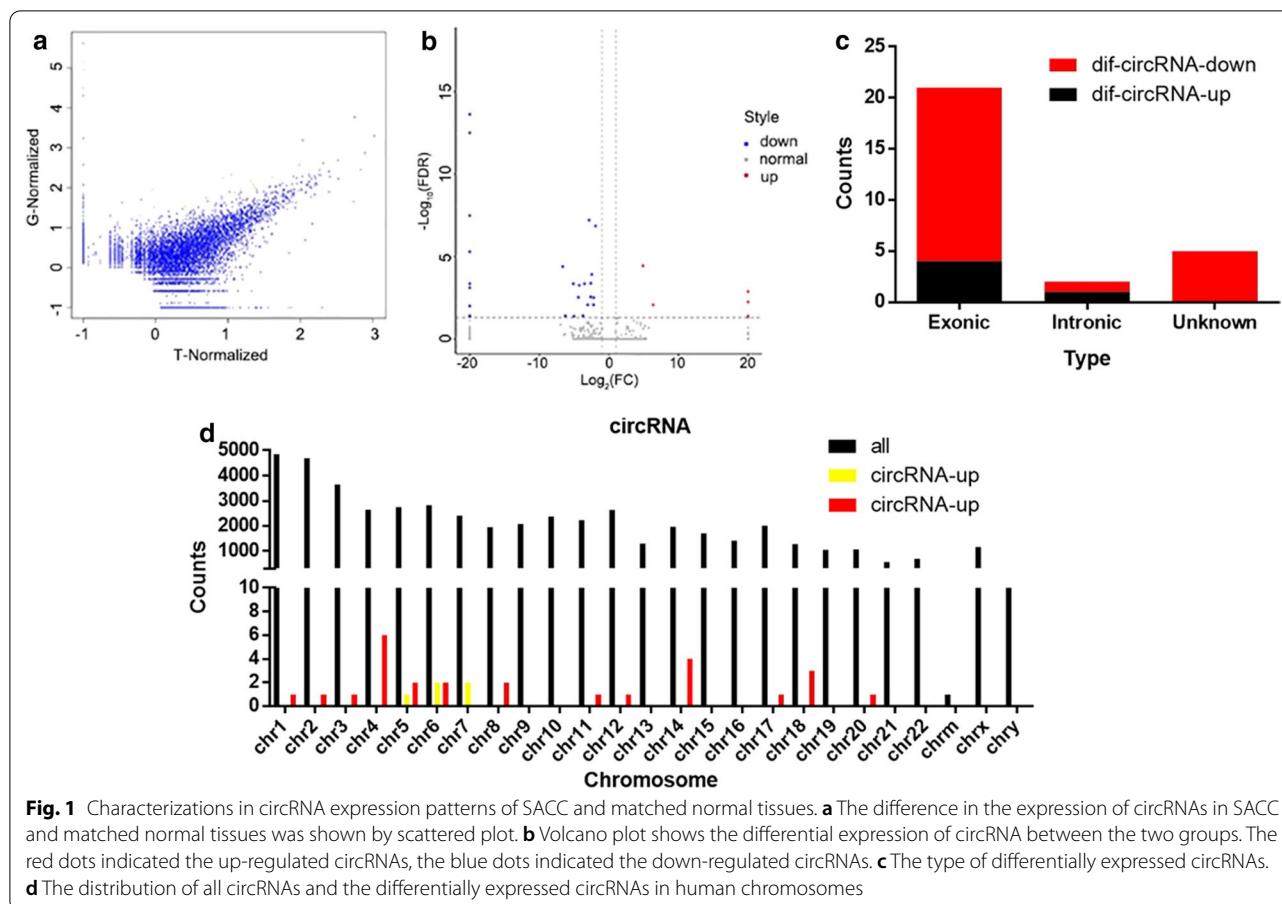 a
G-Normalized
5
4
3
2
1
0
-1
-1 0 1 2 3
T-Normalized
b
-Log10(FDR)
15
10
5
0
-20 -10 0 10 20
Log2(FC)
Style
down
normal
up
c
Counts
25
20
15
10
5
0
dif-circRNA-down
dif-circRNA-up
Exonic Intronic Unknown
Type
d
circRNA
Counts
5000
4000
3000
2000
1000
10
8
6
4
2
0
all
circRNA-up
circRNA-up
chr1 chr2 chr3 chr4 chr5 chr6 chr7 chr8 chr9 chr10 chr11 chr12 chr13 chr14 chr15 chr16 chr17 chr18 chr19 chr20 chr21 chr22 chrm chrx chry
Chromosome
Fig. 1 Characterizations in circRNA expression patterns of SACC and matched normal tissues. a The difference in the expression of circRNAs in SACC
and matched normal tissues was shown by scattered plot. b Volcano plot shows the differential expression of circRNA between the two groups. The
red dots indicated the up-regulated circRNAs, the blue dots indicated the down-regulated circRNAs. c The type of differentially expressed circRNAs.
d The distribution of all circRNAs and the differentially expressed circRNAs in human chromosomes